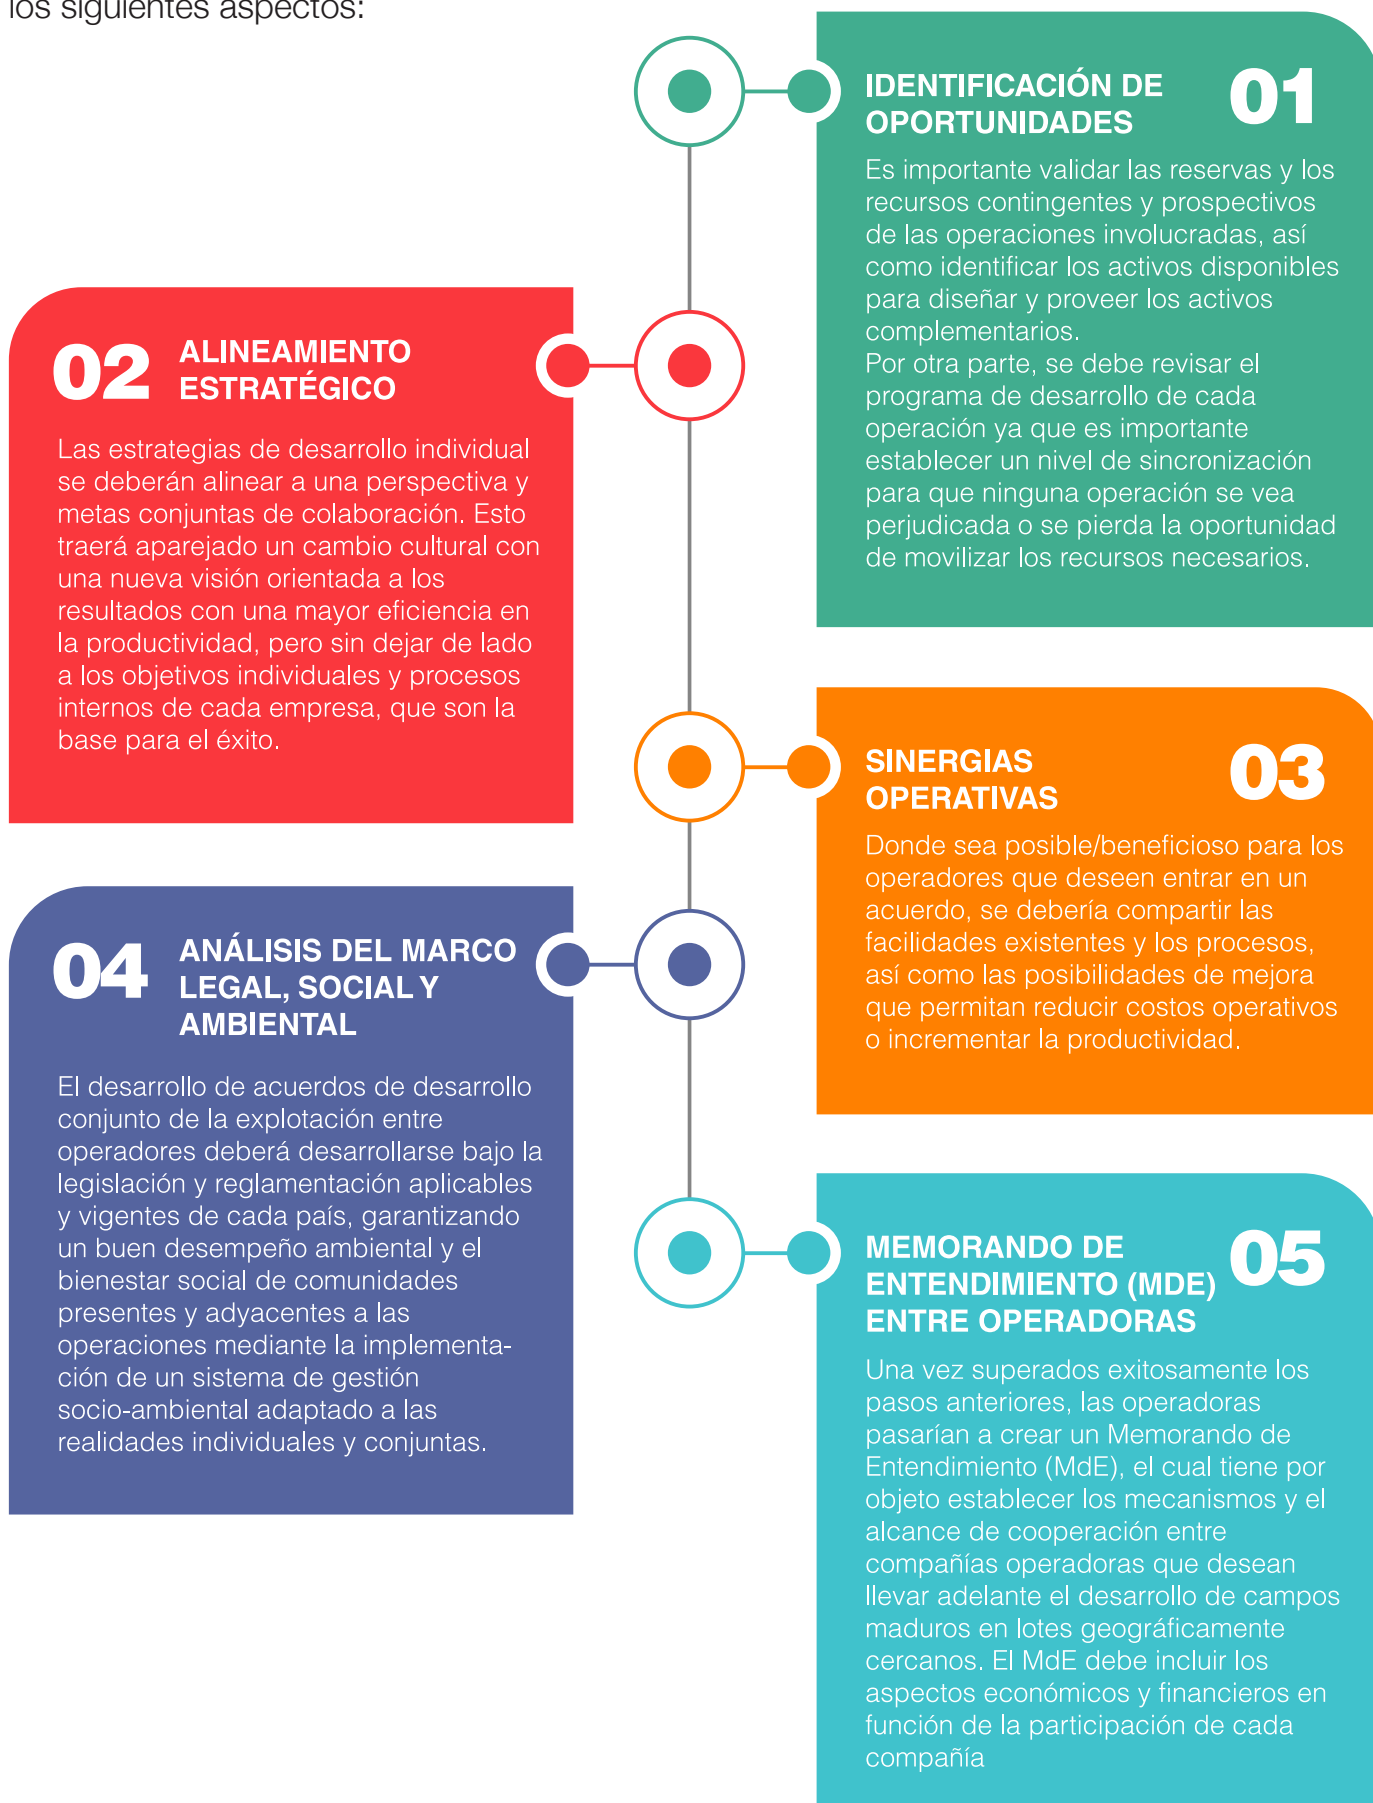 los siguientes aspectos:
IDENTIFICACIÓN DE
OPORTUNIDADES
01
Es importante validar las reservas y los
recursos contingentes y prospectivos
de las operaciones involucradas, así
como identificar los activos disponibles
para diseñar y proveer los activos
complementarios.
Por otra parte, se debe revisar el
programa de desarrollo de cada
operación ya que es importante
establecer un nivel de sincronización
para que ninguna operación se vea
perjudicada o se pierda la oportunidad
de movilizar los recursos necesarios.
02
ALINEAMIENTO
ESTRATÉGICO
Las estrategias de desarrollo individual
se deberán alinear a una perspectiva y
metas conjuntas de colaboración. Esto
traerá aparejado un cambio cultural con
una nueva visión orientada a los
resultados con una mayor eficiencia en
la productividad, pero sin dejar de lado
a los objetivos individuales y procesos
internos de cada empresa, que son la
base para el éxito.
SINERGIAS
OPERATIVAS
03
Donde sea posible/beneficioso para los
operadores que deseen entrar en un
acuerdo, se debería compartir las
facilidades existentes y los procesos,
así como las posibilidades de mejora
que permitan reducir costos operativos
o incrementar la productividad.
04
ANÁLISIS DEL MARCO
LEGAL, SOCIAL Y
AMBIENTAL
El desarrollo de acuerdos de desarrollo
conjunto de la explotación entre
operadores deberá desarrollarse bajo la
legislación y reglamentación aplicables
y vigentes de cada país, garantizando
un buen desempeño ambiental y el
bienestar social de comunidades
presentes y adyacentes a las
operaciones mediante la implementa-
ción de un sistema de gestión
socio-ambiental adaptado a las
realidades individuales y conjuntas.
MEMORANDO DE
ENTENDIMIENTO (MDE)
ENTRE OPERADORAS
05
Una vez superados exitosamente los
pasos anteriores, las operadoras
pasarían a crear un Memorando de
Entendimiento (MdE), el cual tiene por
objeto establecer los mecanismos y el
alcance de cooperación entre
compañías operadoras que desean
llevar adelante el desarrollo de campos
maduros en lotes geográficamente
cercanos. El MdE debe incluir los
aspectos económicos y financieros en
función de la participación de cada
compañía